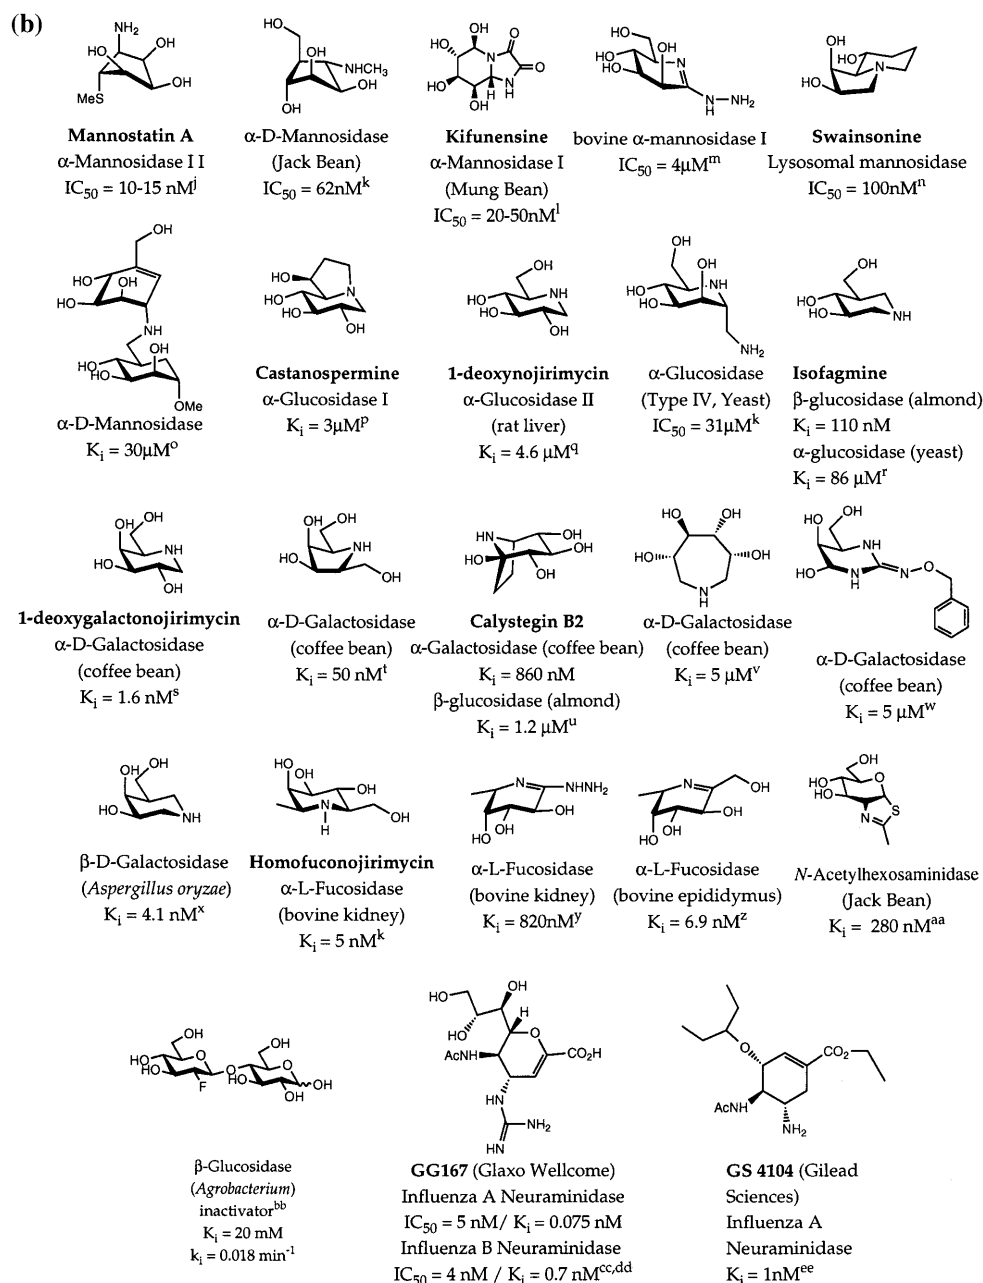 (b)
NH2
HO
OH
OH
MeS
Mannostatin A
α-Mannosidase I I
IC50 = 10-15 nMj
HO
HO
NHCH3
OH
OH
α-D-Mannosidase
(Jack Bean)
IC50 = 62nMk
HO
OH
HO
O
N
HO
O
OH
H
NH
Kifunensine
α-Mannosidase I
(Mung Bean)
IC50 = 20-50nMl
HO
OH
HO
HO
N
N
H
NH2
bovine α-mannosidase I
IC50 = 4μMm
OH
HO
N
HO
Swainsonine
Lysosomal mannosidase
IC50 = 100nMn
OH
HO
OH
HO
NH
HO
HO
HO
OMe
α-D-Mannosidase
Ki = 30μMo
HO
HO
N
HO
OH
Castanospermine
α-Glucosidase I
Ki = 3μMp
OH
HO
NH
HO
OH
1-deoxynojirimycin
α-Glucosidase II
(rat liver)
Ki = 4.6 μMq
OH
OH
HO
NH
HO
NH2
α-Glucosidase
(Type IV, Yeast)
IC50 = 31μMk
HO
HO
HO
NH
Isofagmine
β-glucosidase (almond)
Ki = 110 nM
α-glucosidase (yeast)
Ki = 86 μMr
OH
OH
NH
HO
OH
1-deoxygalactonojirimycin
α-D-Galactosidase
(coffee bean)
Ki = 1.6 nMs
OH
HO
NH
HO
OH
α-D-Galactosidase
(coffee bean)
Ki = 50 nMt
HN
OH
HO
OH
OH
Calystegin B2
α-Galactosidase (coffee bean)
Ki = 860 nM
β-glucosidase (almond)
Ki = 1.2 μMu
HO
OH
HO
OH
N
H
α-D-Galactosidase
(coffee bean)
Ki = 5 μMv
OH
HO
NH
HO
HN
N
O
α-D-Galactosidase
(coffee bean)
Ki = 5 μMw
OH
OH
HO
NH
β-D-Galactosidase
(Aspergillus oryzae)
Ki = 4.1 nMx
HO
OH
OH
N
H
OH
Homofuconojirimycin
α-L-Fucosidase
(bovine kidney)
Ki = 5 nMk
N
NHNH2
OH
OH
OH
α-L-Fucosidase
(bovine kidney)
Ki = 820nMy
N
OH
OH
HO
OH
α-L-Fucosidase
(bovine epididymus)
Ki = 6.9 nMz
HO
HO
O
HO
S
N
N-Acetylhexosaminidase
(Jack Bean)
Ki = 280 nMaa
OH
HO
O
HO
F
O
OH
O
HO
OH
OH
β-Glucosidase
(Agrobacterium)
inactivatorbb
Ki = 20 mM
ki = 0.018 min-1
HO
OH
HO
H
O
AcNH
CO2H
HN
NH2
HN
GG167 (Glaxo Wellcome)
Influenza A Neuraminidase
IC50 = 5 nM/ Ki = 0.075 nM
Influenza B Neuraminidase
IC50 = 4 nM / Ki = 0.7 nMcc,dd
O
CO2
AcNH
NH2
GS 4104 (Gilead
Sciences)
Influenza A
Neuraminidase
Ki = 1nMee